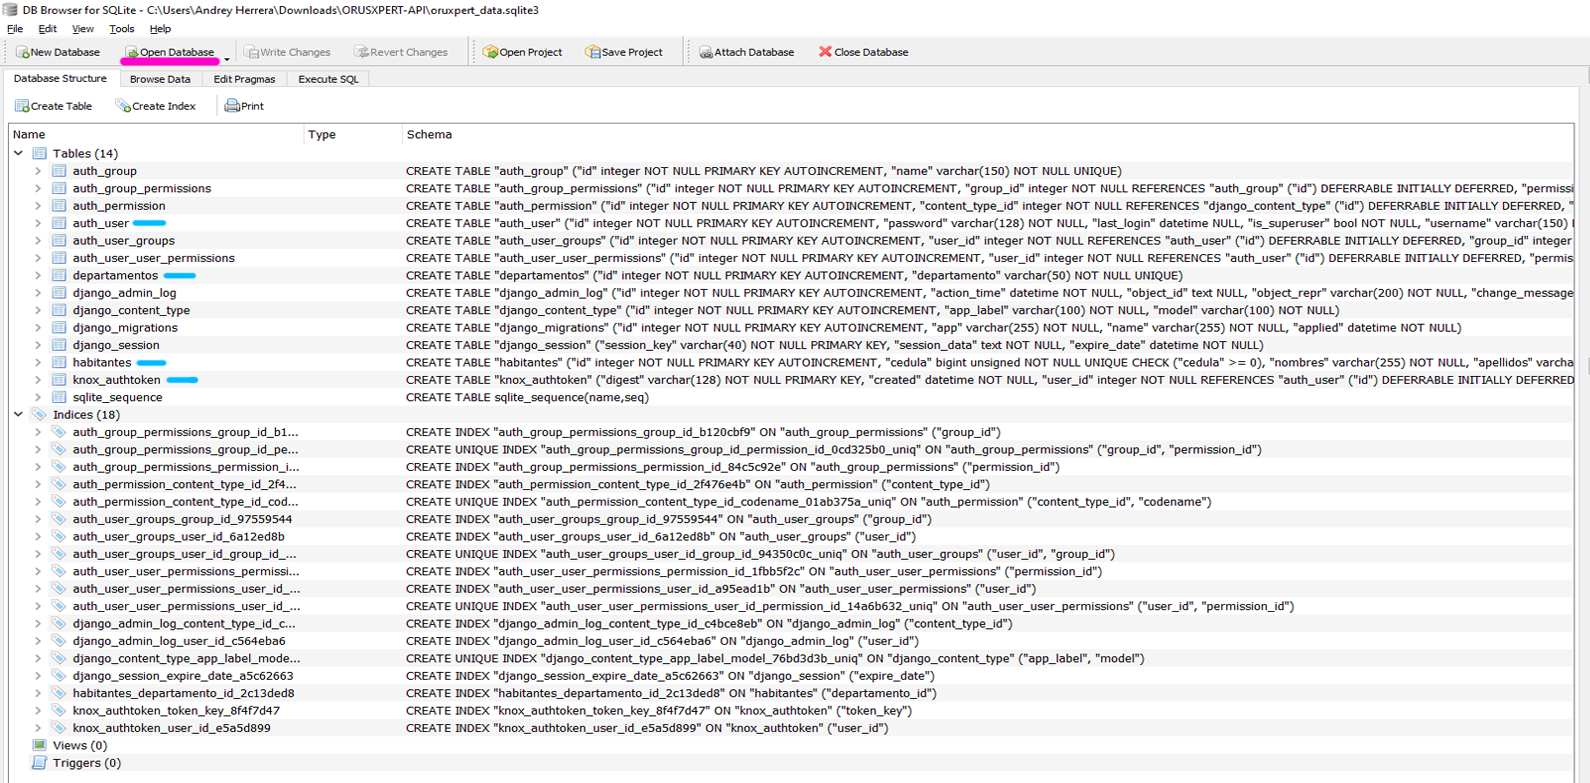 DB Browser for SQLite - C:\Users\Andrey Herrera\Downloads\ORUSXPERT-API\oruxpert_data.sqlite3
File Edit View Tools Help
New Database Open Database Write Changes Revert Changes Open Project Save Project Attach Database Close Database
Database Structure Browse Data Edit Pragmas Execute SQL
Create Table Create Index Print
Name Type Schema
Tables (14)
auth_group CREATE TABLE "auth_group" ("id" integer NOT NULL PRIMARY KEY AUTOINCREMENT, "name" varchar(150) NOT NULL UNIQUE)
auth_group_permissions CREATE TABLE "auth_group_permissions" ("id" integer NOT NULL PRIMARY KEY AUTOINCREMENT, "group_id" integer NOT NULL REFERENCES "auth_group" ("id") DEFERRABLE INITIALLY DEFERRED, "permissi
auth_permission CREATE TABLE "auth_permission" ("id" integer NOT NULL PRIMARY KEY AUTOINCREMENT, "content_type_id" integer NOT NULL REFERENCES "django_content_type" ("id") DEFERRABLE INITIALLY DEFERRED, "
auth_user CREATE TABLE "auth_user" ("id" integer NOT NULL PRIMARY KEY AUTOINCREMENT, "password" varchar(128) NOT NULL, "last_login" datetime NULL, "is_superuser" bool NOT NULL, "username" varchar(150) N
auth_user_groups CREATE TABLE "auth_user_groups" ("id" integer NOT NULL PRIMARY KEY AUTOINCREMENT, "user_id" integer NOT NULL REFERENCES "auth_user" ("id") DEFERRABLE INITIALLY DEFERRED, "group_id" integer
auth_user_user_permissions CREATE TABLE "auth_user_user_permissions" ("id" integer NOT NULL PRIMARY KEY AUTOINCREMENT, "user_id" integer NOT NULL REFERENCES "auth_user" ("id") DEFERRABLE INITIALLY DEFERRED, "permis
departamentos CREATE TABLE "departamentos" ("id" integer NOT NULL PRIMARY KEY AUTOINCREMENT, "departamento" varchar(50) NOT NULL UNIQUE)
django_admin_log CREATE TABLE "django_admin_log" ("id" integer NOT NULL PRIMARY KEY AUTOINCREMENT, "action_time" datetime NOT NULL, "object_id" text NULL, "object_repr" varchar(200) NOT NULL, "change_message
django_content_type CREATE TABLE "django_content_type" ("id" integer NOT NULL PRIMARY KEY AUTOINCREMENT, "app_label" varchar(100) NOT NULL, "model" varchar(100) NOT NULL)
django_migrations CREATE TABLE "django_migrations" ("id" integer NOT NULL PRIMARY KEY AUTOINCREMENT, "app" varchar(255) NOT NULL, "name" varchar(255) NOT NULL, "applied" datetime NOT NULL)
django_session CREATE TABLE "django_session" ("session_key" varchar(40) NOT NULL PRIMARY KEY, "session_data" text NOT NULL, "expire_date" datetime NOT NULL)
habitantes CREATE TABLE "habitantes" ("id" integer NOT NULL PRIMARY KEY AUTOINCREMENT, "cedula" bigint unsigned NOT NULL UNIQUE CHECK ("cedula" >= 0), "nombres" varchar(255) NOT NULL, "apellidos" varcha
knox_authtoken CREATE TABLE "knox_authtoken" ("digest" varchar(128) NOT NULL PRIMARY KEY, "created" datetime NOT NULL, "user_id" integer NOT NULL REFERENCES "auth_user" ("id") DEFERRABLE INITIALLY DEFERRED
sqlite_sequence CREATE TABLE sqlite_sequence(name,seq)
Indices (18)
auth_group_permissions_group_id_b1... CREATE INDEX "auth_group_permissions_group_id_b120cbf9" ON "auth_group_permissions" ("group_id")
auth_group_permissions_group_id_pe... CREATE UNIQUE INDEX "auth_group_permissions_group_id_permission_id_0cd325b0_uniq" ON "auth_group_permissions" ("group_id", "permission_id")
auth_group_permissions_permission_i... CREATE INDEX "auth_group_permissions_permission_id_84c5c92e" ON "auth_group_permissions" ("permission_id")
auth_permission_content_type_id_2f4... CREATE INDEX "auth_permission_content_type_id_2f476e4b" ON "auth_permission" ("content_type_id")
auth_permission_content_type_id_cod... CREATE UNIQUE INDEX "auth_permission_content_type_id_codename_01ab375a_uniq" ON "auth_permission" ("content_type_id", "codename")
auth_user_groups_group_id_97559544 CREATE INDEX "auth_user_groups_group_id_97559544" ON "auth_user_groups" ("group_id")
auth_user_groups_user_id_6a12ed8b CREATE INDEX "auth_user_groups_user_id_6a12ed8b" ON "auth_user_groups" ("user_id")
auth_user_groups_user_id_group_id_... CREATE UNIQUE INDEX "auth_user_groups_user_id_group_id_94350c0c_uniq" ON "auth_user_groups" ("user_id", "group_id")
auth_user_user_permissions_permissi... CREATE INDEX "auth_user_user_permissions_permission_id_1fbb5f2c" ON "auth_user_user_permissions" ("permission_id")
auth_user_user_permissions_user_id_... CREATE INDEX "auth_user_user_permissions_user_id_a95ead1b" ON "auth_user_user_permissions" ("user_id")
auth_user_user_permissions_user_id_... CREATE UNIQUE INDEX "auth_user_user_permissions_user_id_permission_id_14a6b632_uniq" ON "auth_user_user_permissions" ("user_id", "permission_id")
django_admin_log_content_type_id_c... CREATE INDEX "django_admin_log_content_type_id_c4bce8eb" ON "django_admin_log" ("content_type_id")
django_admin_log_user_id_c564eba6 CREATE INDEX "django_admin_log_user_id_c564eba6" ON "django_admin_log" ("user_id")
django_content_type_app_label_mode... CREATE UNIQUE INDEX "django_content_type_app_label_model_76bd3d3b_uniq" ON "django_content_type" ("app_label", "model")
django_session_expire_date_a5c62663 CREATE INDEX "django_session_expire_date_a5c62663" ON "django_session" ("expire_date")
habitantes_departamento_id_2c13ded8 CREATE INDEX "habitantes_departamento_id_2c13ded8" ON "habitantes" ("departamento_id")
knox_authtoken_token_key_8f4f7d47 CREATE INDEX "knox_authtoken_token_key_8f4f7d47" ON "knox_authtoken" ("token_key")
knox_authtoken_user_id_e5a5d899 CREATE INDEX "knox_authtoken_user_id_e5a5d899" ON "knox_authtoken" ("user_id")
Views (0)
Triggers (0)